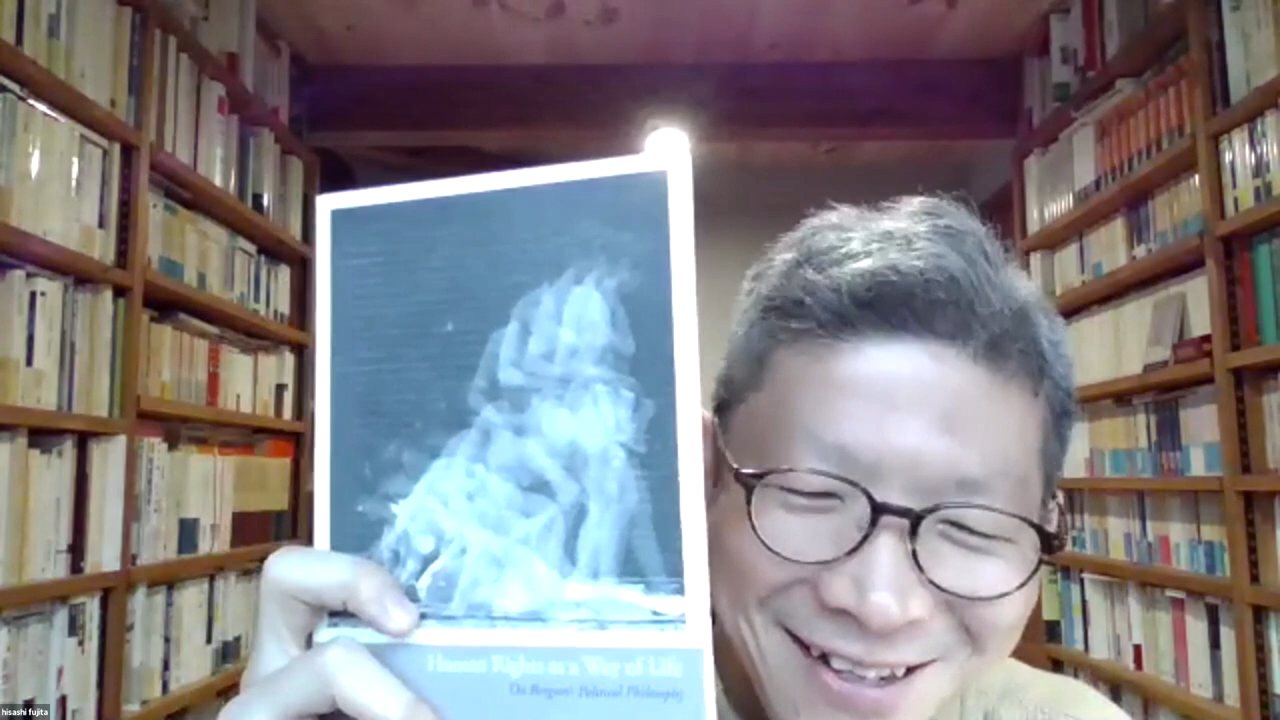 Human Rights as a Way of Life
On Bergson's Political Philosophy
hisashi fujita